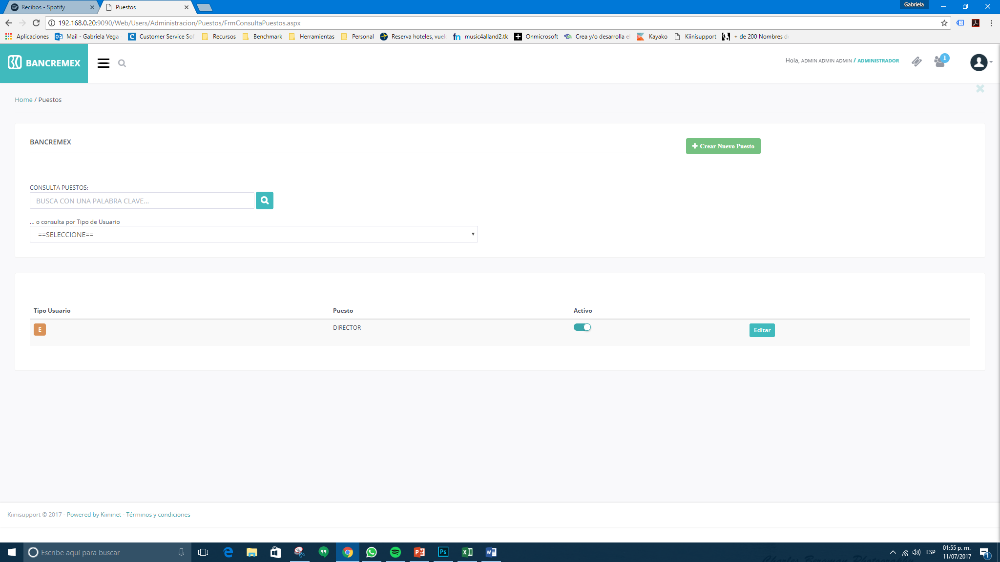 Recibos - Spotify
Puestos
Gabriela
192.168.0.20:9090/Web/Users/Administracion/Puestos/FrmConsultaPuestos.aspx
Aplicaciones
Mail - Gabriela Vega
Customer Service Sof
Recursos
Benchmark
Herramientas
Personal
Reserva hoteles, vuel
fn music4alland2.tk
Onmicrosoft
Crea y/o desarrolla el
Kayako
Kiinisupport
+ de 200 Nombres de
BANCREMEX
Hola, ADMIN ADMIN ADMIN / ADMINISTRADOR
1
Home / Puestos
BANCREMEX
Crear Nuevo Puesto
CONSULTA PUESTOS:
BUSCA CON UNA PALABRA CLAVE...
... o consulta por Tipo de Usuario
==SELECCIONE==
Tipo Usuario
Puesto
Activo
E
DIRECTOR
Editar
Kiinisupport © 2017 - Powered by Kiininet - Términos y condiciones
Escribe aquí para buscar
ESP
01:55 p. m.
11/07/2017
1